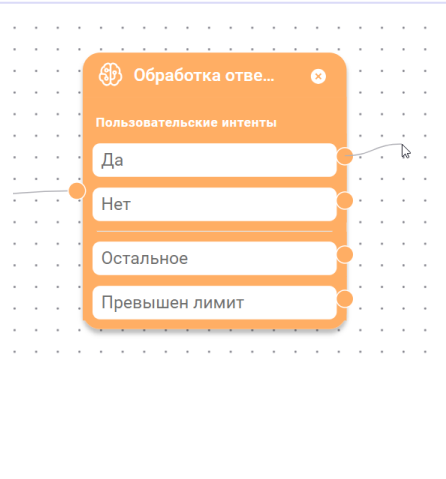 Обработка отве...
Пользовательские интенты
Да
Нет
Остальное
Превышен лимит